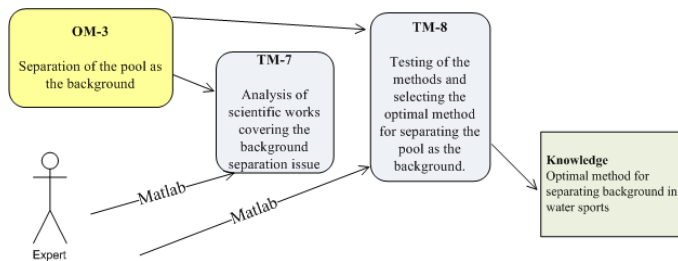 OM-3
Separation of the pool as
the background
TM-7
Analysis of
scientific works
covering the
background
separation issue
TM-8
Testing of the
methods and
selecting the
optimal method
for separating the
pool as the
background.
Knowledge
Optimal method for
separating background in
water sports
Matlab
Matlab
Expert